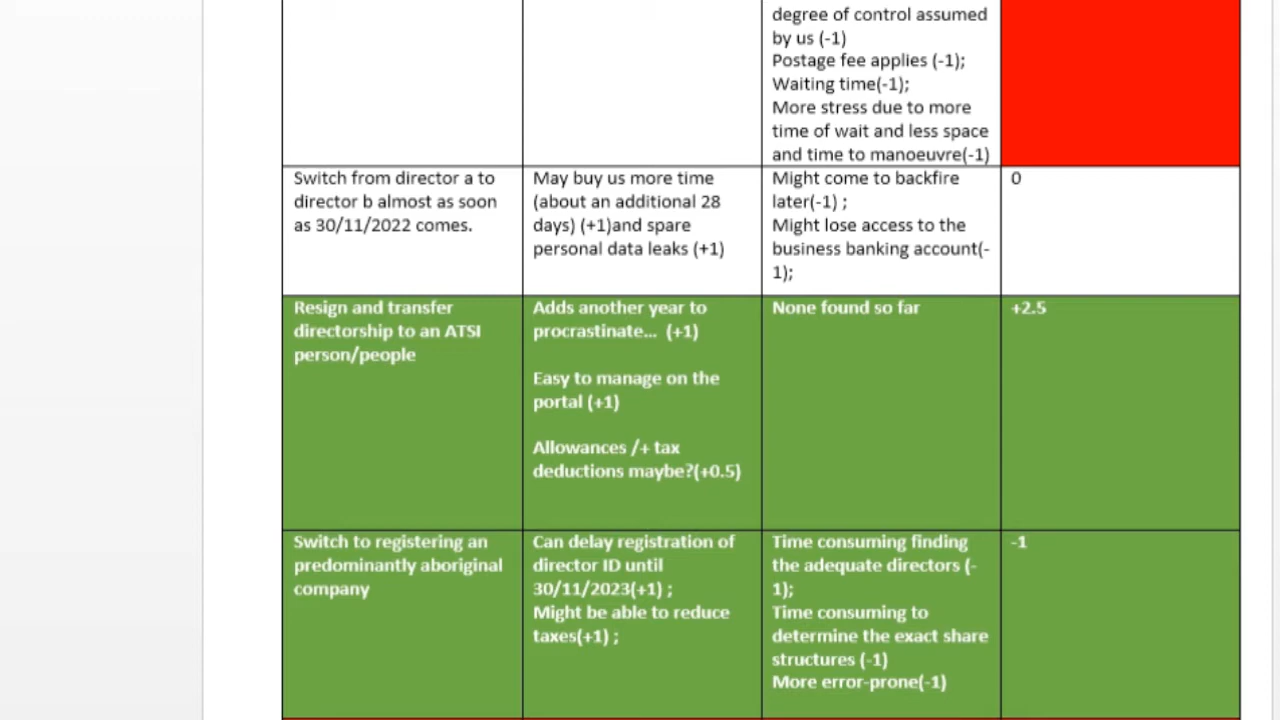 degree of control assumed
by us (-1)
Postage fee applies (-1);
Waiting time(-1);
More stress due to more
time of wait and less space
and time to manoeuvre(-1)
Switch from director a to
director b almost as soon
as 30/11/2022 comes.
May buy us more time
(about an additional 28
days) (+1)and spare
personal data leaks (+1)
Might come to backfire
later(-1) ;
Might lose access to the
business banking account(-
1);
0
Resign and transfer
directorship to an ATSI
person/people
Adds another year to
procrastinate... (+1)
Easy to manage on the
portal (+1)
Allowances /+ tax
deductions maybe?(+0.5)
None found so far
+2.5
Switch to registering an
predominantly aboriginal
company
Can delay registration of
director ID until
30/11/2023(+1) ;
Might be able to reduce
taxes(+1) ;
Time consuming finding
the adequate directors (-
1);
Time consuming to
determine the exact share
structures (-1)
More error-prone(-1)
-1